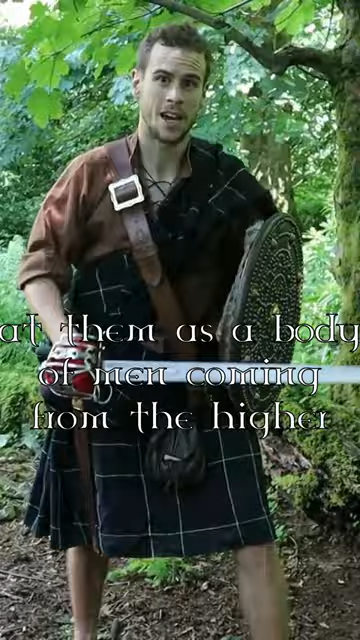 at them as a body
of men coming
from the higher